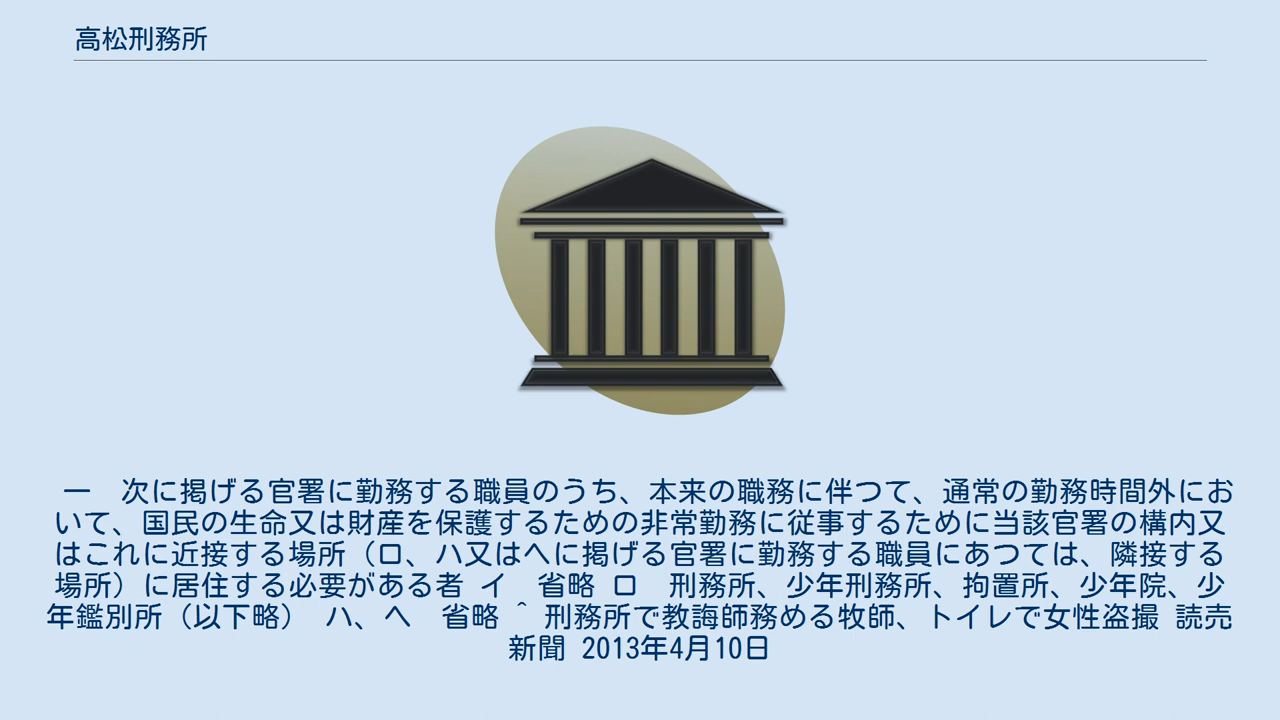 高松刑務所
一　次に掲げる官署に勤務する職員のうち、本来の職務に伴つて、通常の勤務時間外にお
いて、国民の生命又は財産を保護するための非常勤務に従事するために当該官署の構内又
はこれに近接する場所（ロ、ハ又はヘに掲げる官署に勤務する職員にあつては、隣接する
場所）に居住する必要がある者 イ　省略 ロ　刑務所、少年刑務所、拘置所、少年院、少
年鑑別所（以下略） ハ、ヘ　省略 ^ 刑務所で教誨師務める牧師、トイレで女性盗撮 読売
新聞 2013年4月10日